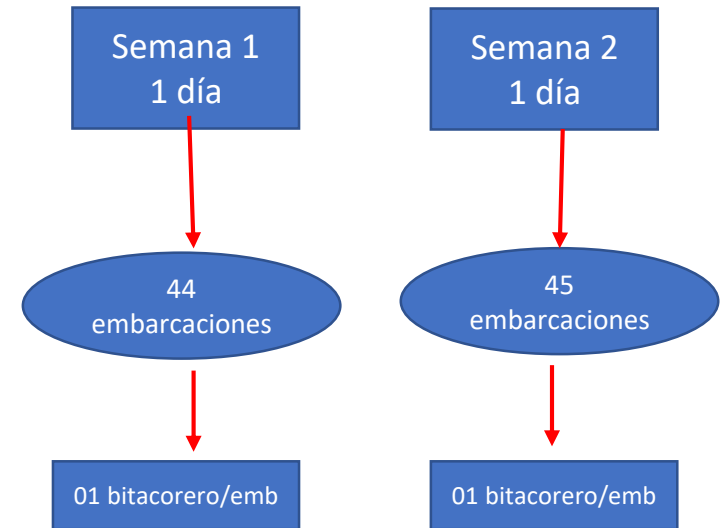 Semana 1
1 día
Semana 2
1 día
44
embarcaciones
45
embarcaciones
01 bitacorero/emb
01 bitacorero/emb